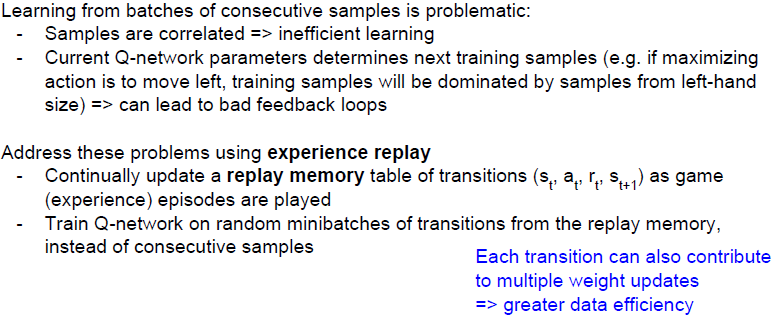 Learning from batches of consecutive samples is problematic:
- Samples are correlated => inefficient learning
- Current Q-network parameters determines next training samples (e.g. if maximizing
action is to move left, training samples will be dominated by samples from left-hand
size) => can lead to bad feedback loops
Address these problems using experience replay
- Continually update a replay memory table of transitions (s_t, a_t, r_t, s_t+1) as game
(experience) episodes are played
- Train Q-network on random minibatches of transitions from the replay memory,
instead of consecutive samples
Each transition can also contribute
to multiple weight updates
=> greater data efficiency